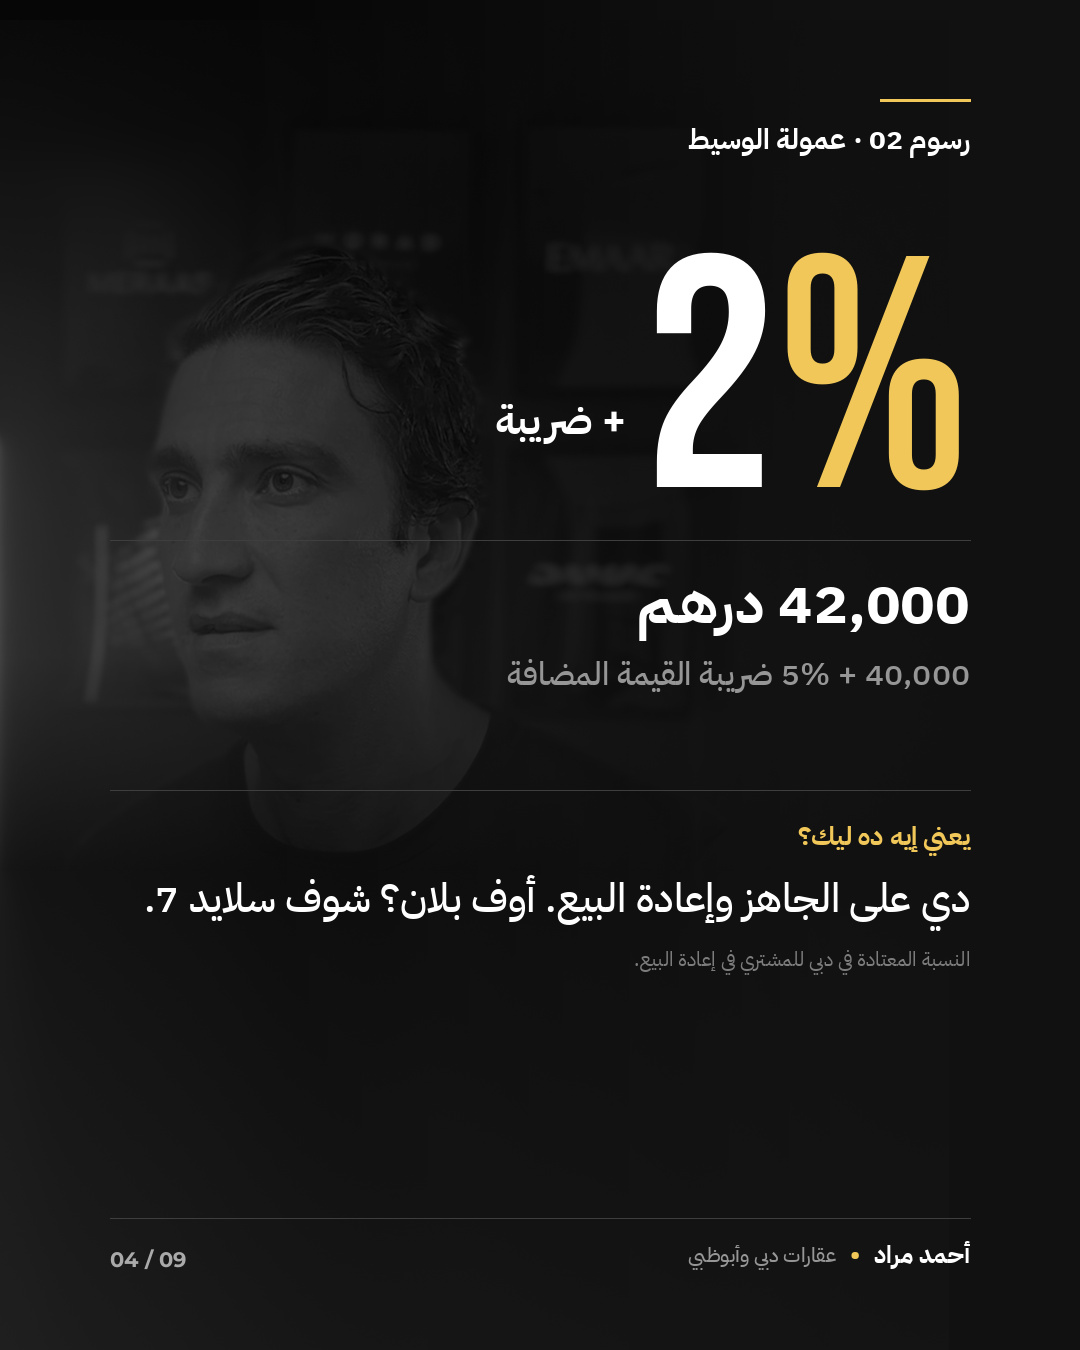 رسوم 02 · عمولة الوسيط
2%
+ ضريبة
42,000 درهم
40,000 + 5% ضريبة القيمة المضافة
يعني إيه ده ليك؟
دي على الجاهز وإعادة البيع. أوف بلان؟ شوف سلايد 7.
النسبة المعتادة في دبي للمشتري في إعادة البيع.
أحمد مراد • عقارات دبي وأبوظبي
04 / 09